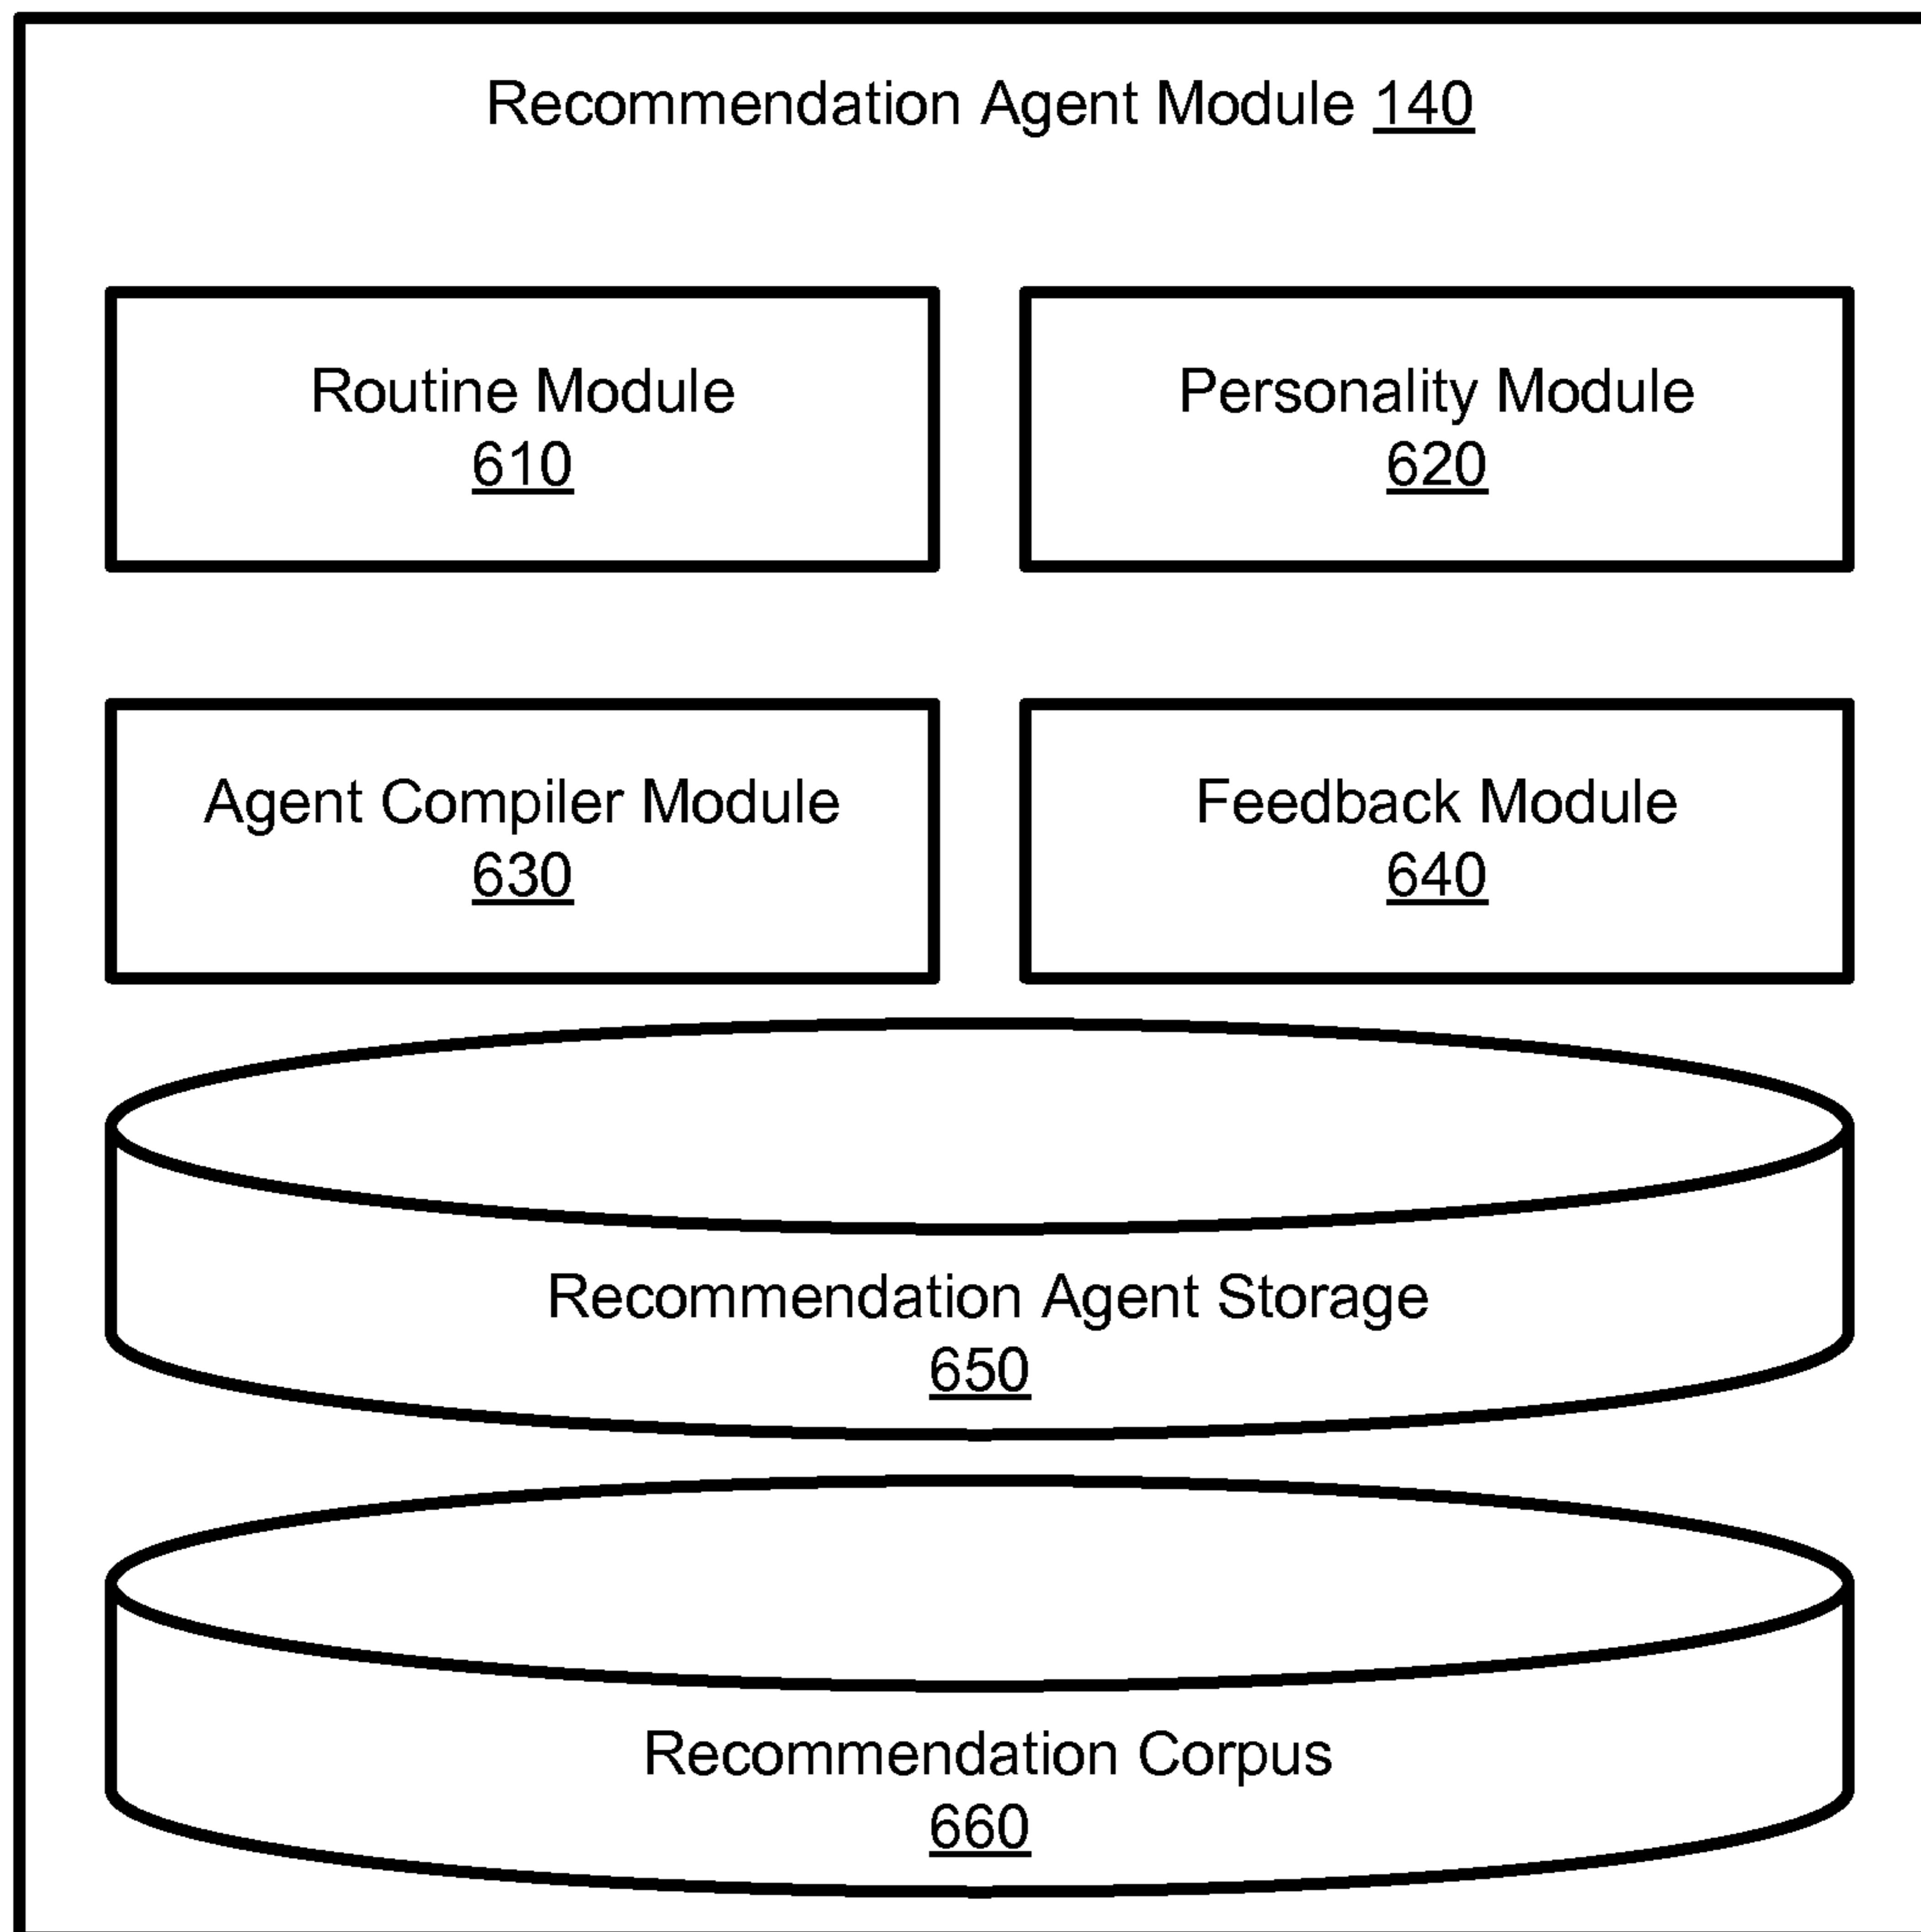 Recommendation Agent Module 140
Routine Module
610
Personality Module
620
Agent Compiler Module
630
Feedback Module
640
Recommendation Agent Storage
650
Recommendation Corpus
660